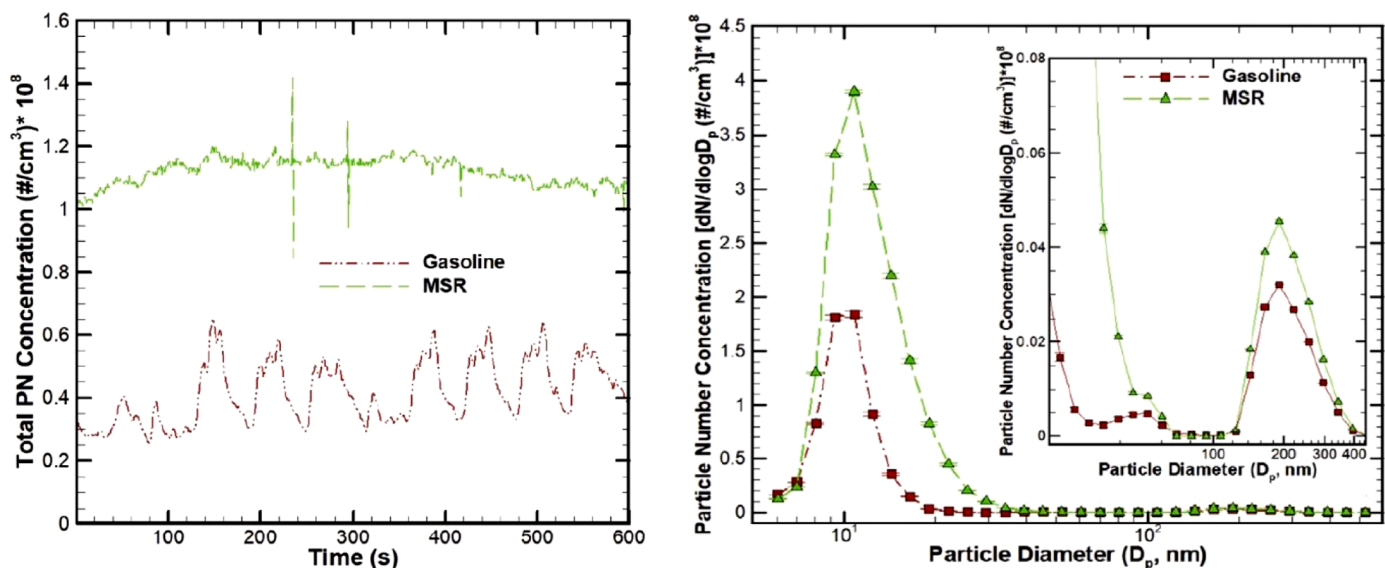 Total PN Concentration (#/cm³)* 10⁸
1.6
1.4
1.2
1
0.8
0.6
0.4
0.2
0
Gasoline
MSR
100 200 300 400 500 600
Time (s)
Particle Number Concentration [dN/dlogDₚ (#/cm³)]*10⁸
4.5
4
3.5
3
2.5
2
1.5
1
0.5
0
10¹ 10²
Particle Diameter (Dₚ, nm)
Particle Number Concentration [dN/dlogDₚ (#/cm³)]*10⁸
0.08
0.06
0.04
0.02
0
Gasoline
MSR
100 200 300 400
Particle Diameter (Dₚ, nm)